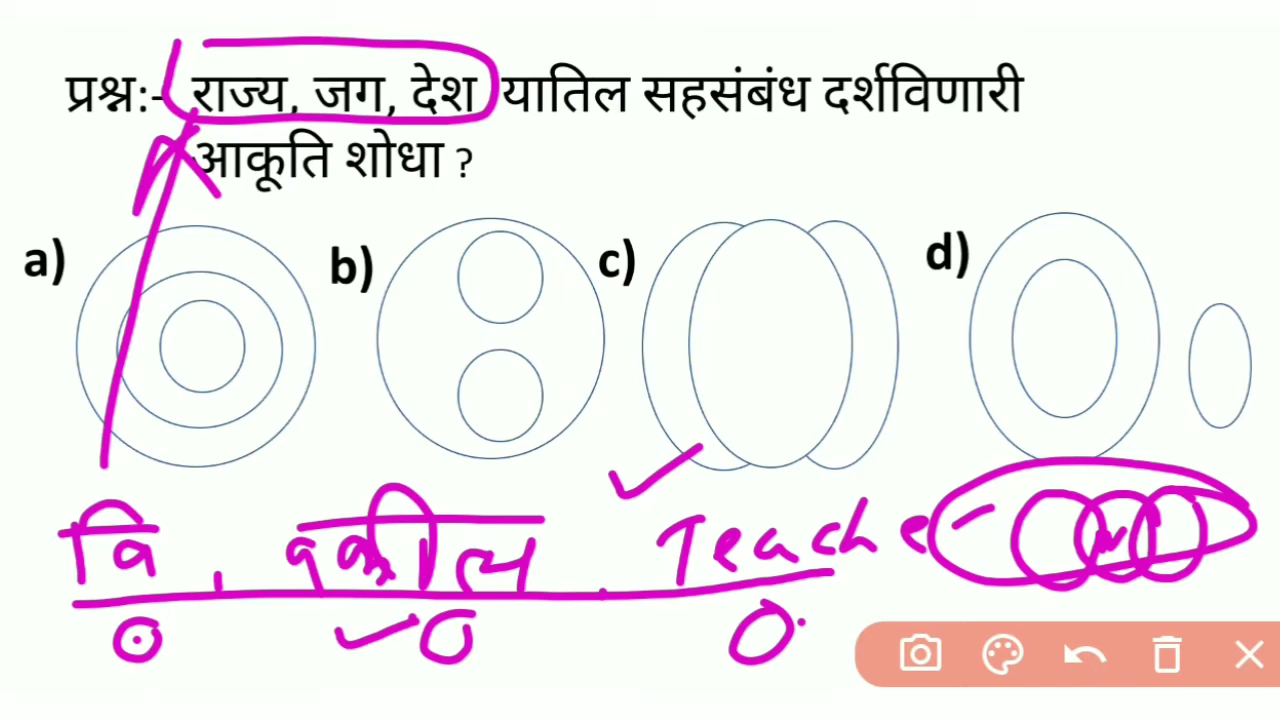 प्रश्न:- राज्य, जग, देश यातिल सहसंबंध दर्शविणारी
आकृति शोधा ?
a) b) c) d)
वि , वकील . Teacher